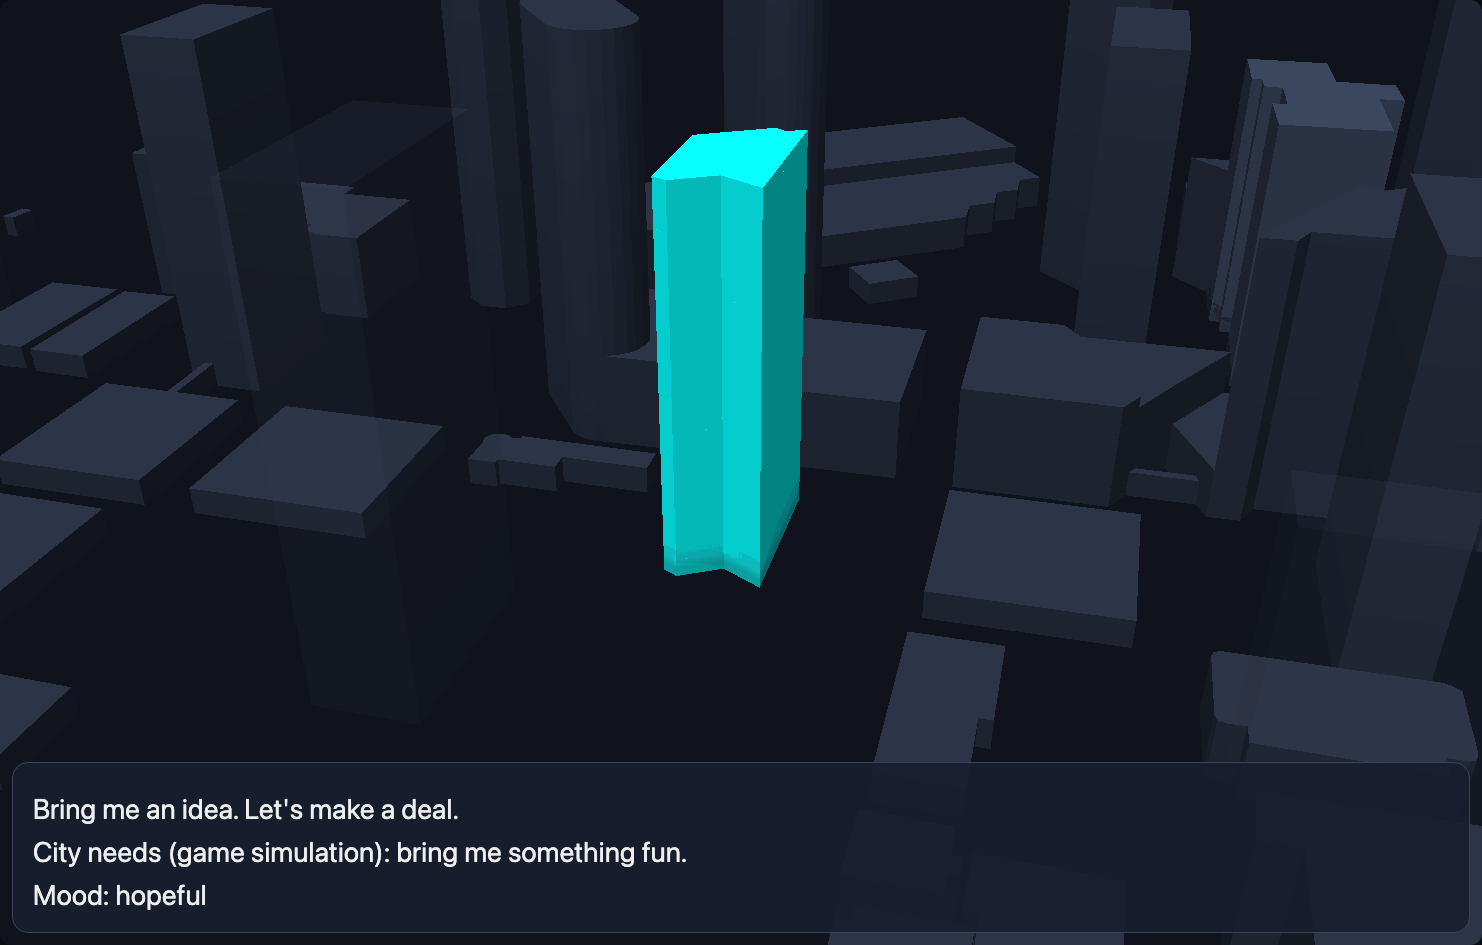 Bring me an idea. Let's make a deal.
City needs (game simulation): bring me something fun.
Mood: hopeful